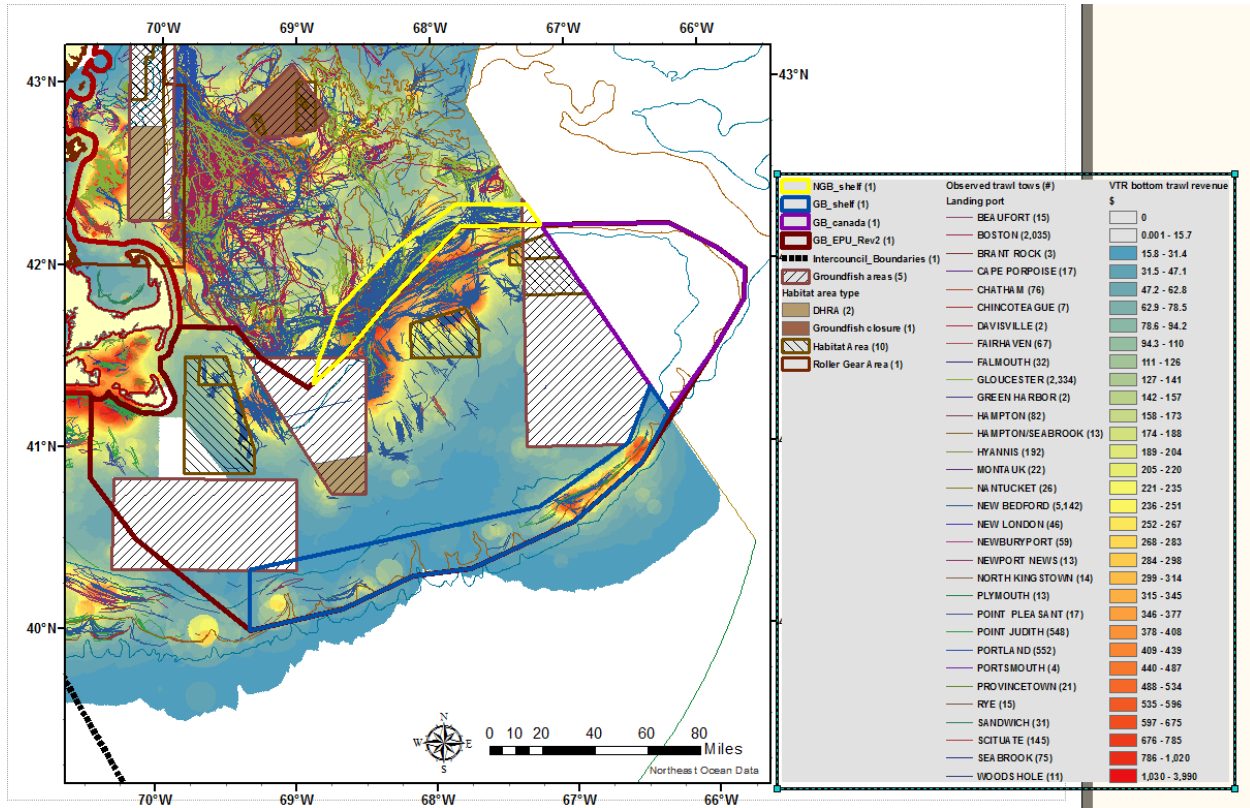 70°W 69°W 68°W 67°W 66°W
43°N
42°N
41°N
40°N
43°N
70°W 69°W 68°W 67°W 66°W
N
W E
S
0 10 20 40 60 80
Miles
Northeast Ocean Data
NGB_shelf (1)
GB_shelf (1)
GB_canada (1)
GB_EPU_Rev2 (1)
Intercouncil_Boundaries (1)
Groundfish areas (5)
Habitat area type
DHRA (2)
Groundfish closure (1)
Habitat Area (10)
Roller Gear Area (1)
Observed trawl tows (#)
Landing port
BEAUFORT (15)
BOSTON (2,035)
BRANT ROCK (3)
CAPE PORPOISE (17)
CHATHAM (76)
CHINCOTEAGUE (7)
DAVISVILLE (2)
FAIRHAVEN (67)
FALMOUTH (32)
GLOUCESTER (2,334)
GREEN HARBOR (2)
HAMPTON (82)
HAMPTON/SEABROOK (13)
HYANNIS (192)
MONTAUK (22)
NANTUCKET (26)
NEW BEDFORD (5,142)
NEW LONDON (46)
NEWBURYPORT (59)
NEWPORT NEWS (13)
NORTH KINGSTOWN (14)
PLYMOUTH (13)
POINT PLEASANT (17)
POINT JUDITH (548)
PORTLAND (552)
PORTSMOUTH (4)
PROVINCETOWN (21)
RYE (15)
SANDWICH (31)
SCITUATE (145)
SEABROOK (75)
WOODS HOLE (11)
VTR bottom trawl revenue
$
0
0.001 - 15.7
15.8 - 31.4
31.5 - 47.1
47.2 - 62.8
62.9 - 78.5
78.6 - 94.2
94.3 - 110
111 - 126
127 - 141
142 - 157
158 - 173
174 - 188
189 - 204
205 - 220
221 - 235
236 - 251
252 - 267
268 - 283
284 - 298
299 - 314
315 - 345
346 - 377
378 - 408
409 - 439
440 - 487
488 - 534
535 - 596
597 - 675
676 - 785
786 - 1,020
1,030 - 3,990